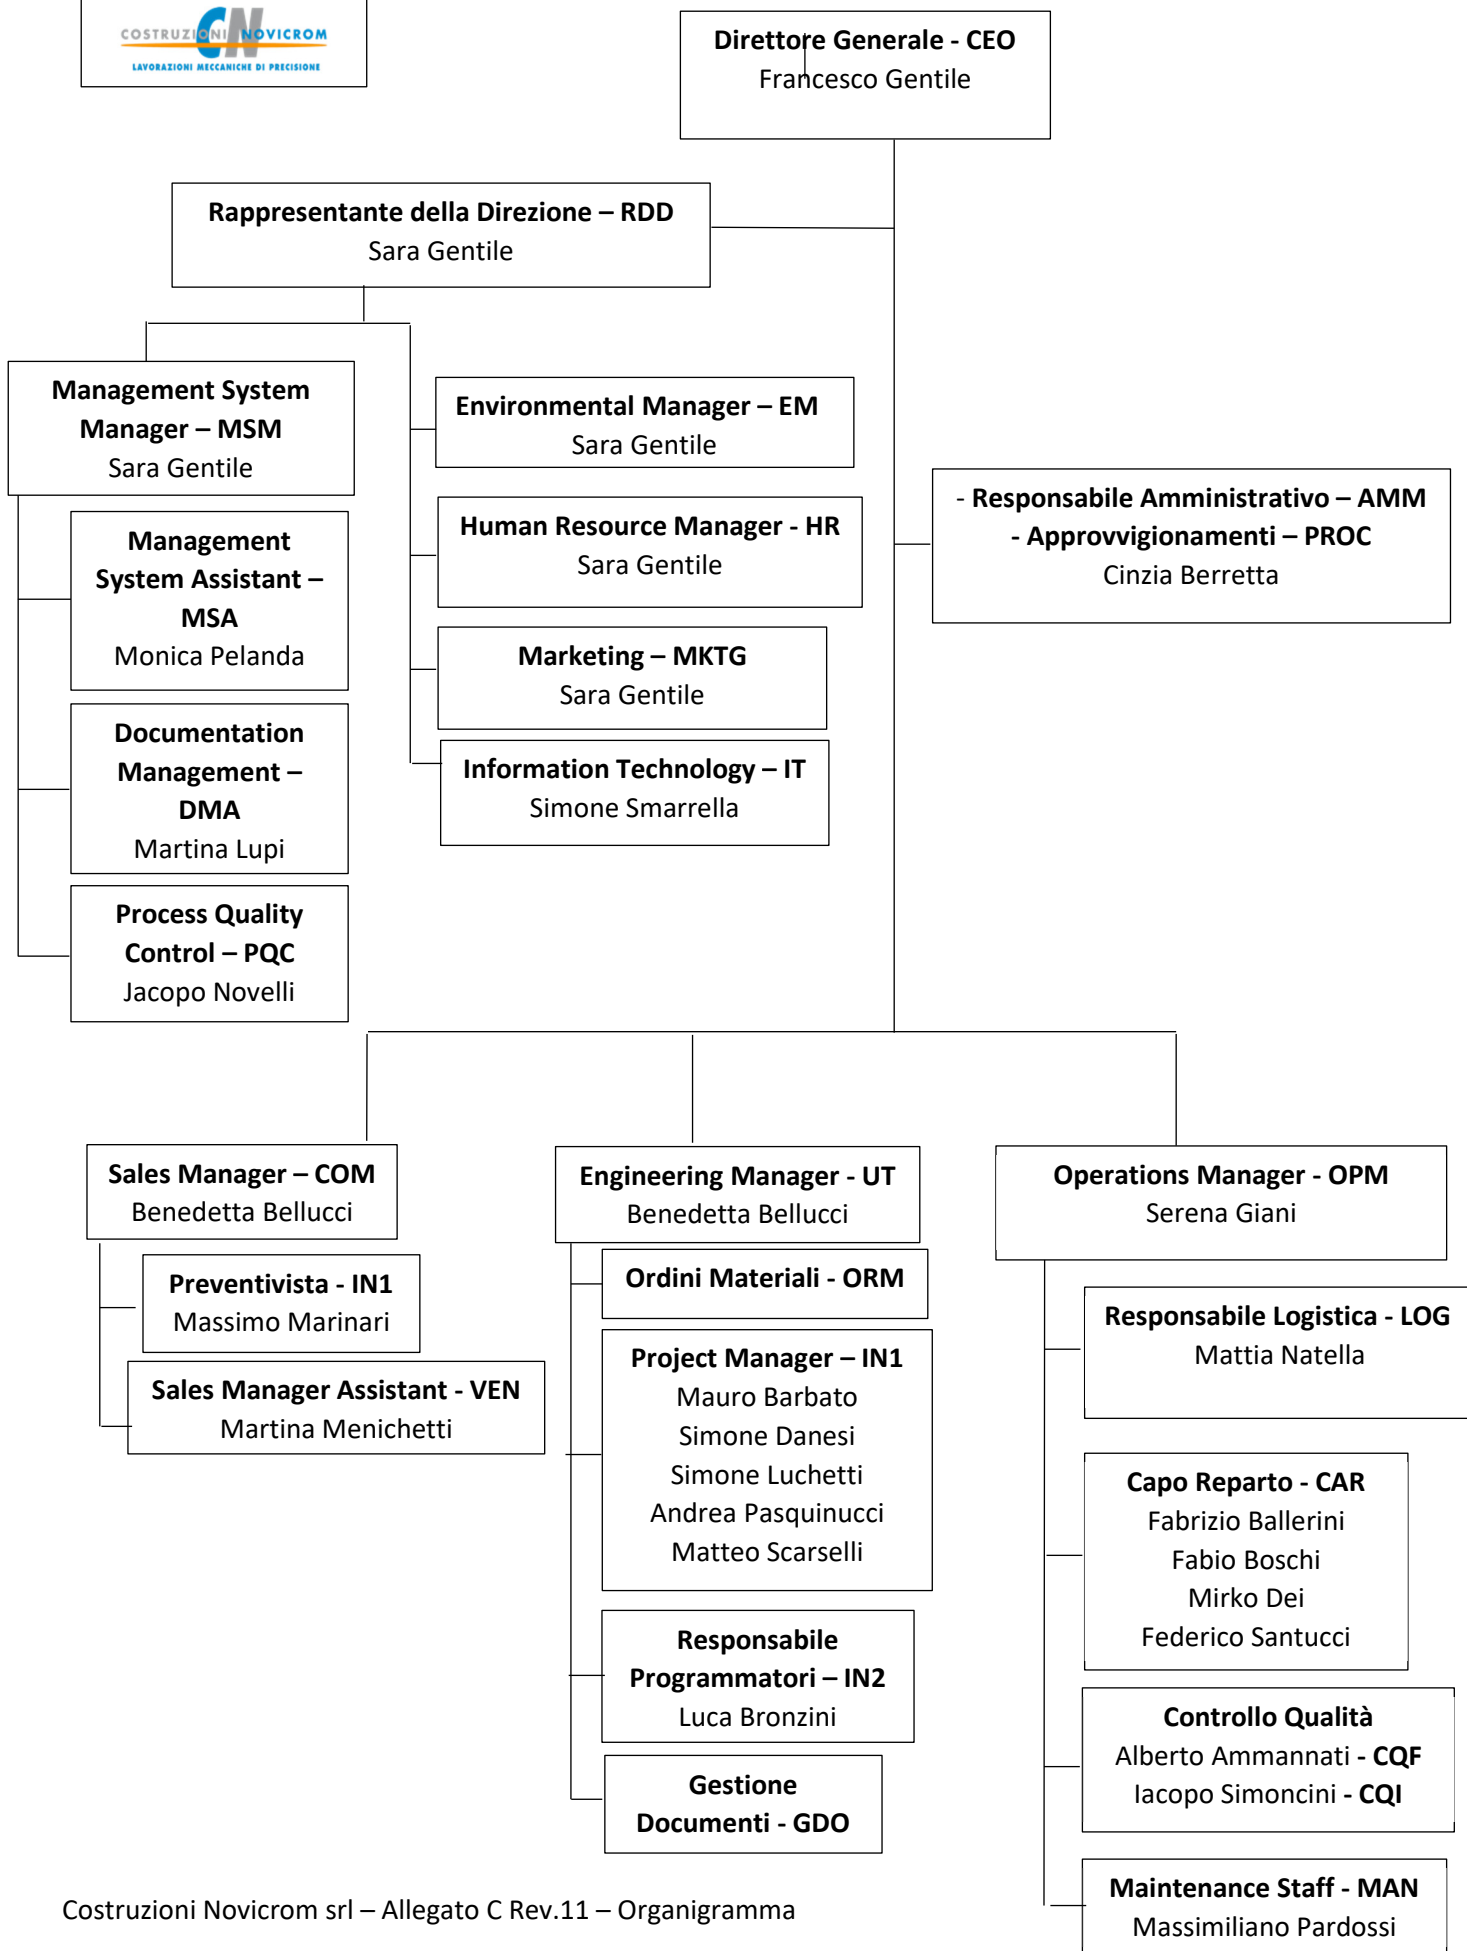 COSTRUZIONI NOVICROM
CN
LAVORAZIONI MECCANICHE DI PRECISIONE
Direttore Generale - CEO
Francesco Gentile
Rappresentante della Direzione – RDD
Sara Gentile
Management System
Manager – MSM
Sara Gentile
Management
System Assistant –
MSA
Monica Pelanda
Documentation
Management –
DMA
Martina Lupi
Process Quality
Control – PQC
Jacopo Novelli
Environmental Manager – EM
Sara Gentile
Human Resource Manager - HR
Sara Gentile
Marketing – MKTG
Sara Gentile
Information Technology – IT
Simone Smarrella
- Responsabile Amministrativo – AMM
- Approvvigionamenti – PROC
Cinzia Berretta
Sales Manager – COM
Benedetta Bellucci
Preventivista - IN1
Massimo Marinari
Sales Manager Assistant - VEN
Martina Menichetti
Engineering Manager - UT
Benedetta Bellucci
Ordini Materiali - ORM
Project Manager – IN1
Mauro Barbato
Simone Danesi
Simone Luchetti
Andrea Pasquinucci
Matteo Scarselli
Responsabile
Programmatori – IN2
Luca Bronzini
Gestione
Documenti - GDO
Operations Manager - OPM
Serena Giani
Responsabile Logistica - LOG
Mattia Natella
Capo Reparto - CAR
Fabrizio Ballerini
Fabio Boschi
Mirko Dei
Federico Santucci
Controllo Qualità
Alberto Ammannati - CQF
Iacopo Simoncini - CQI
Maintenance Staff - MAN
Massimiliano Pardossi
Costruzioni Novicrom srl – Allegato C Rev.11 – Organigramma